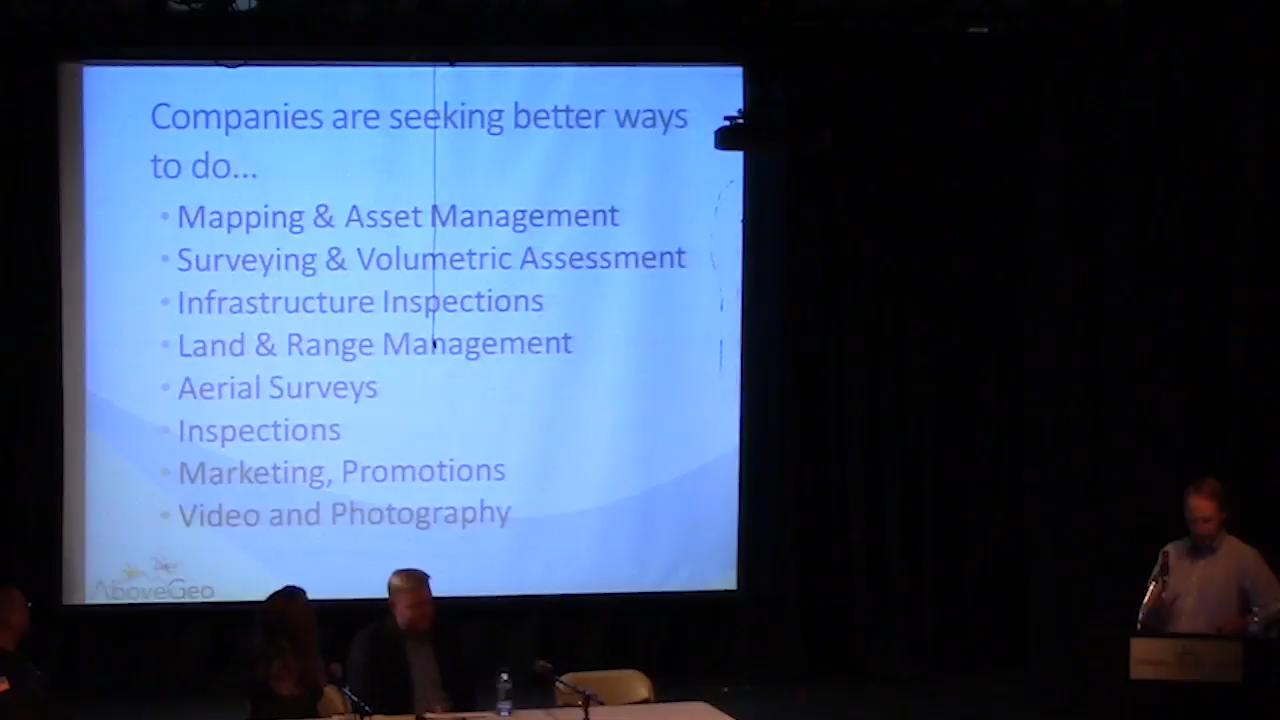 Companies are seeking better ways
to do...
• Mapping & Asset Management
• Surveying & Volumetric Assessment
• Infrastructure Inspections
• Land & Range Management
• Aerial Surveys
• Inspections
• Marketing, Promotions
• Video and Photography
AboveGeo